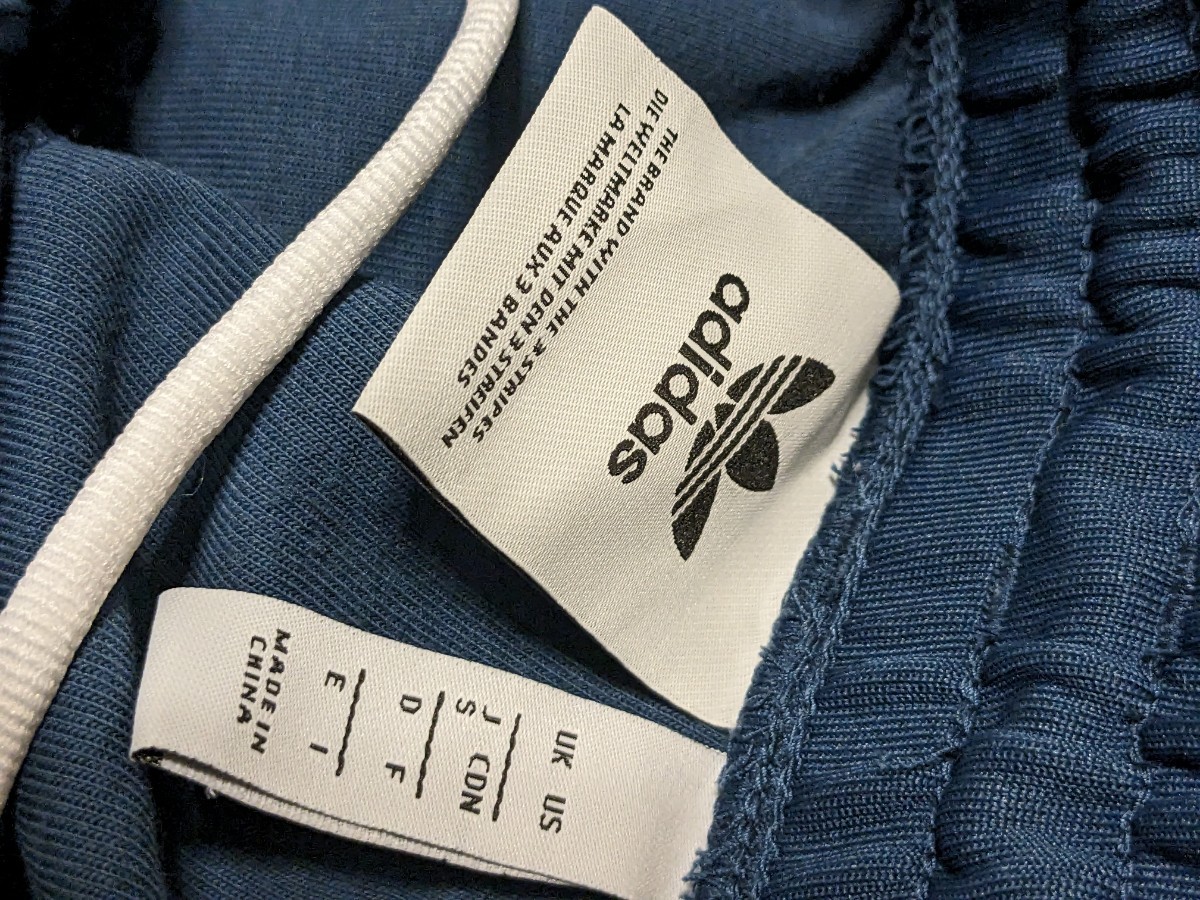 adidas
THE BRAND WITH THE 3 STRIPES
DIE WELTMARKE MIT DEN 3 STREIFEN
LA MARQUE AUX 3 BANDES
UK US
J CDN
S
D F
E I
MADE IN
CHINA